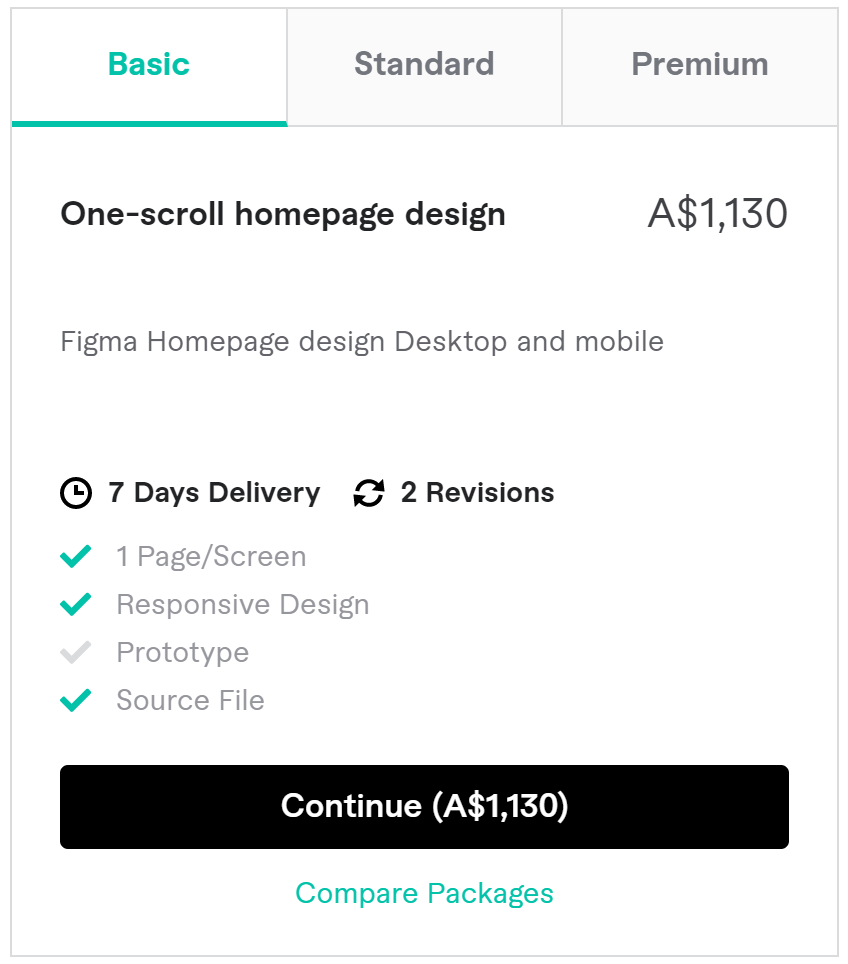 Basic
Standard
Premium
One-scroll homepage design
A$1,130
Figma Homepage design Desktop and mobile
7 Days Delivery
2 Revisions
1 Page/Screen
Responsive Design
Prototype
Source File
Continue (A$1,130)
Compare Packages